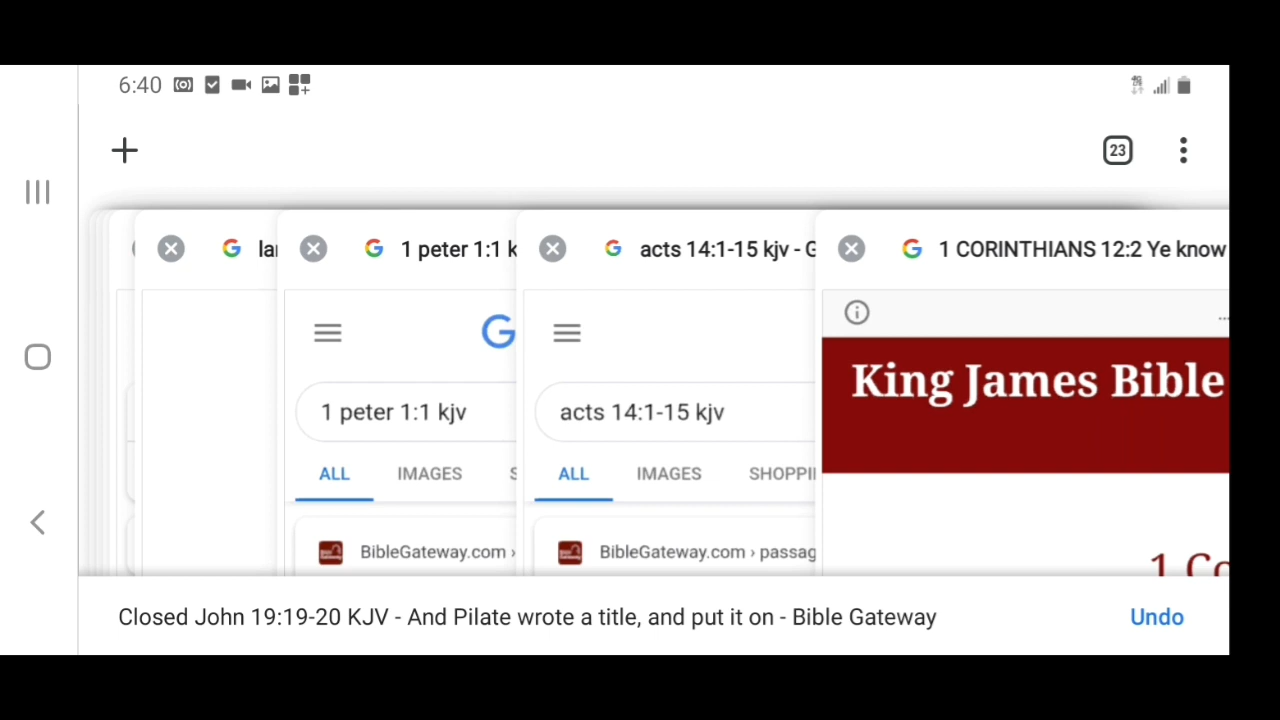 6:40
23
lan
1 peter 1:1 k
acts 14:1-15 kjv - G
1 CORINTHIANS 12:2 Ye know
1 peter 1:1 kjv
acts 14:1-15 kjv
King James Bible
ALL IMAGES S
ALL IMAGES SHOPPI
BibleGateway.com ›
BibleGateway.com › passag
1 Co
Closed John 19:19-20 KJV - And Pilate wrote a title, and put it on - Bible Gateway
Undo